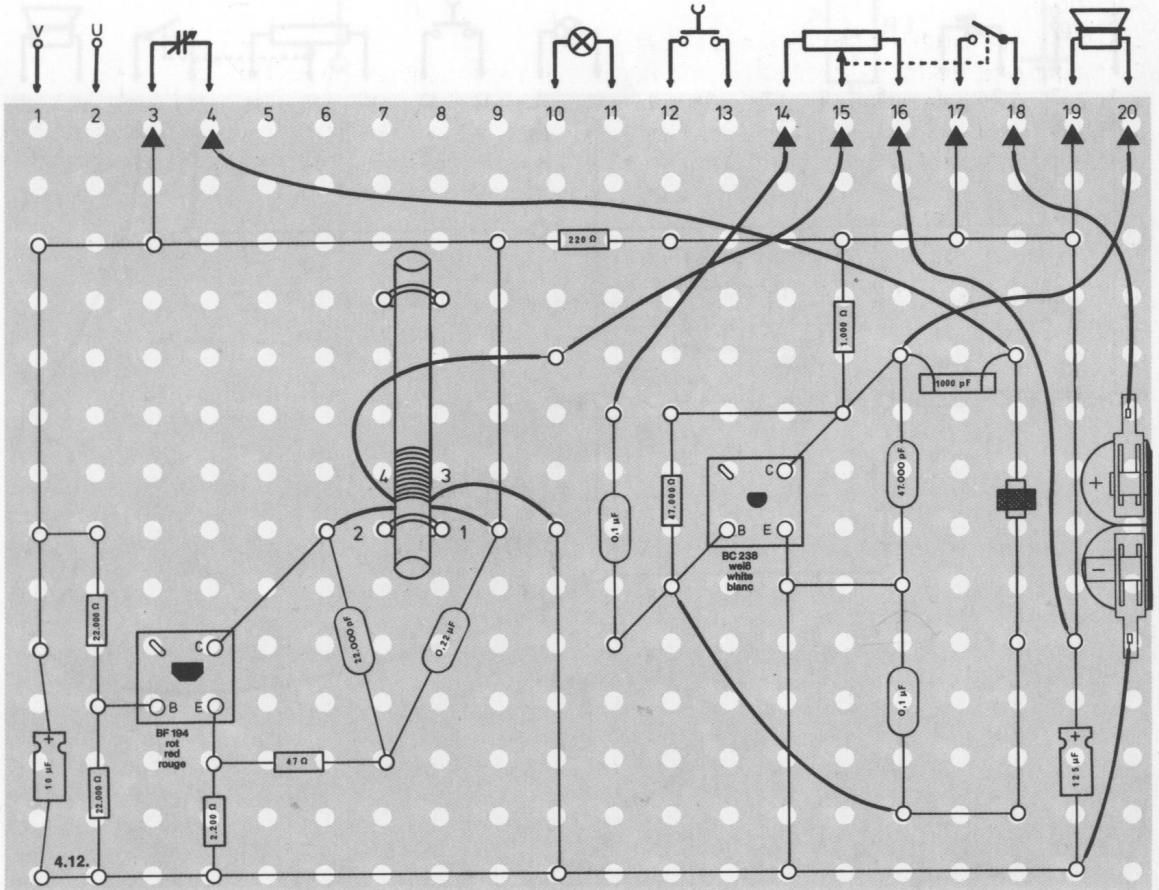 V U
1 2 3 4 5 6 7 8 9 10 11 12 13 14 15 16 17 18 19 20
220 Ω
1.000 Ω
1000 pF
4 3
2 1
C
B E
BC 238
weiß
white
blanc
47.000 Ω
0,1 µF
47.000 pF
+
-
22.000 Ω
C
B E
BF 194
rot
red
rouge
22.000 pF
0,22 µF
0,1 µF
+
10 µF
22.000 Ω
47 Ω
2.200 Ω
+
125 µF
4.12.